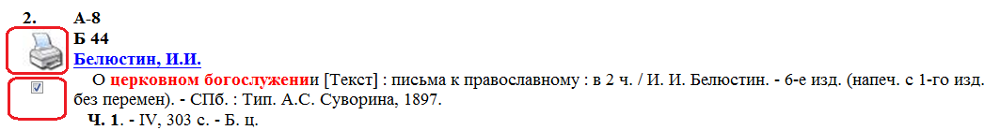 2. А-8
Б 44
Белюстин, И.И.
О церковном богослужении [Текст] : письма к православному : в 2 ч. / И. И. Белюстин. - 6-е изд. (напеч. с 1-го изд.
без перемен). - СПб. : Тип. А.С. Суворина, 1897.
Ч. 1. - IV, 303 с. - Б. ц.